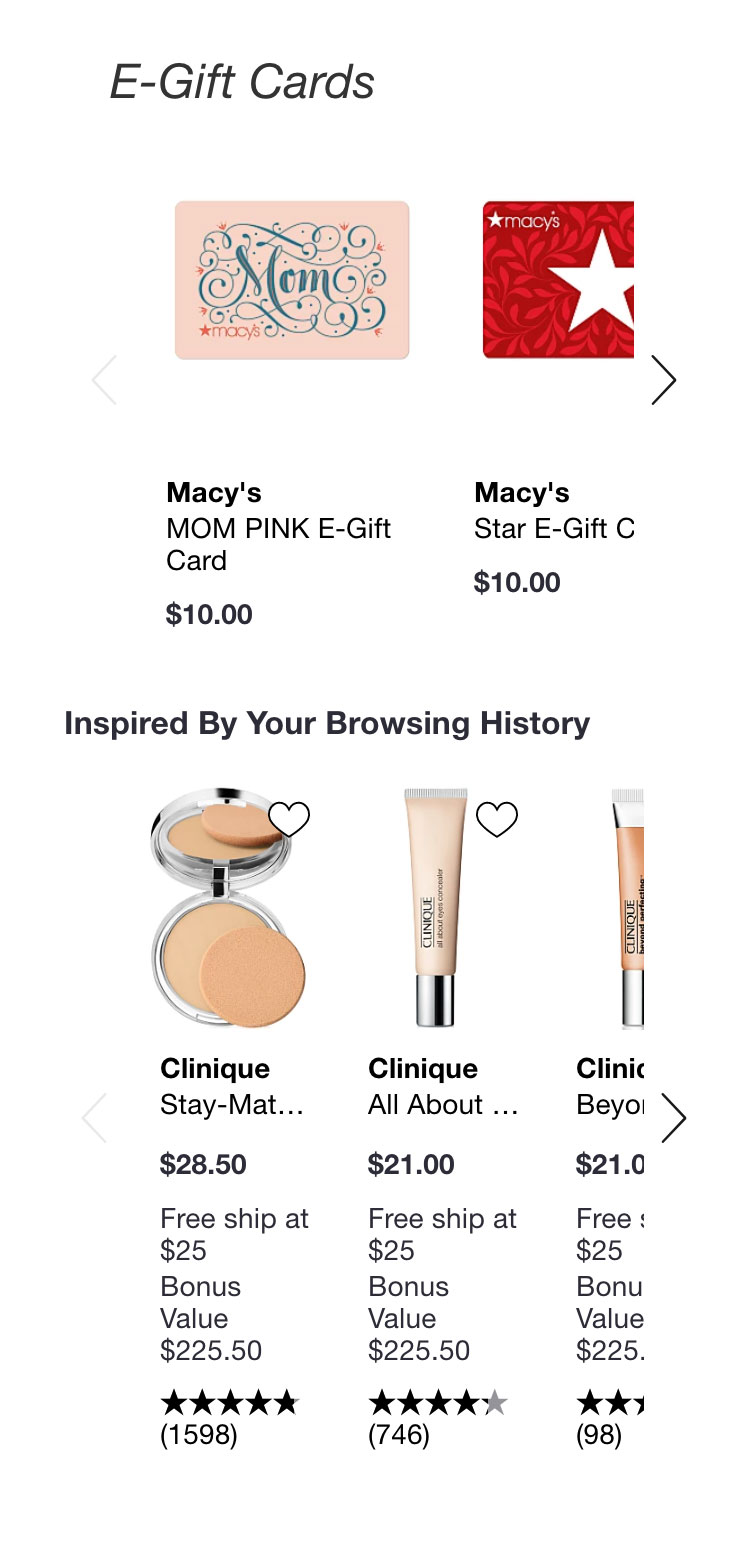 E-Gift Cards
Mom
macy's
macy's
Macy's
MOM PINK E-Gift
Card
$10.00
Macy's
Star E-Gift C
$10.00
Inspired By Your Browsing History
CLINIQUE
all about eyes concealer
CLINIQUE
beyond perfecting
Clinique
Stay-Mat...
$28.50
Free ship at
$25
Bonus
Value
$225.50
(1598)
Clinique
All About ...
$21.00
Free ship at
$25
Bonus
Value
$225.50
(746)
Clinic
Beyo
$21.0
Free
$25
Bonu
Value
$225.
(98)